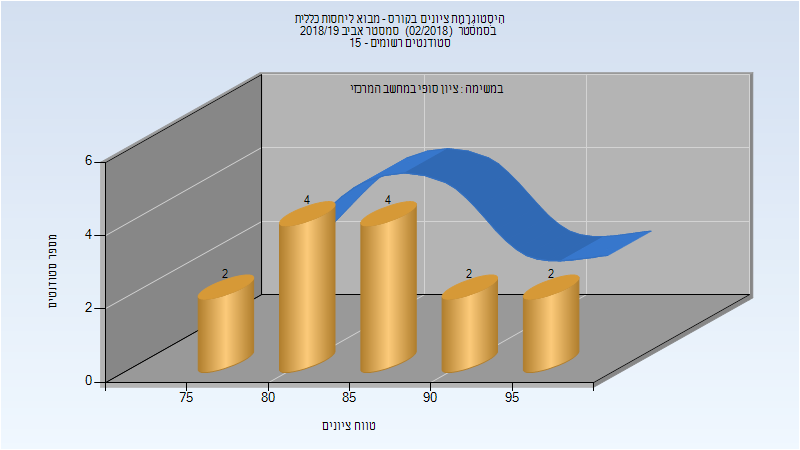 היסטוגרמת ציונים בקורס - מבוא ליחסות כללית
בסמסטר (02/2018) סמסטר אביב 2018/19
סטודנטים רשומים - 15
במשימה : ציון סופי במחשב המרכזי
6
4
2
0
מספר סטודנטים
2
4
4
2
2
75
80
85
90
95
טווח ציונים